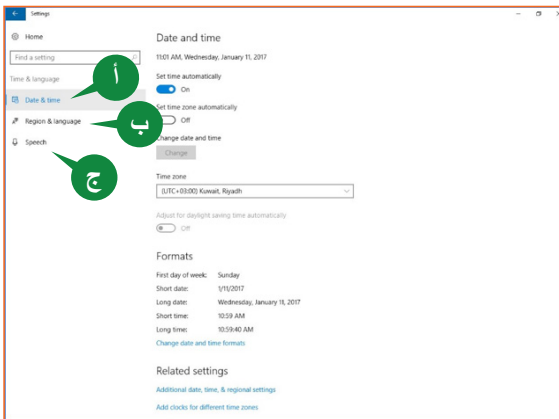 Settings
Home
Find a setting
Time & language
Date & time
Region & language
Speech
أ
ب
ج
Date and time
11:01 AM, Wednesday, January 11, 2017
Set time automatically
On
Set time zone automatically
Off
Change date and time
Change
Time zone
(UTC+03:00) Kuwait, Riyadh
Adjust for daylight saving time automatically
Off
Formats
First day of week: Sunday
Short date: 1/11/2017
Long date: Wednesday, January 11, 2017
Short time: 10:59 AM
Long time: 10:59:40 AM
Change date and time formats
Related settings
Additional date, time, & regional settings
Add clocks for different time zones